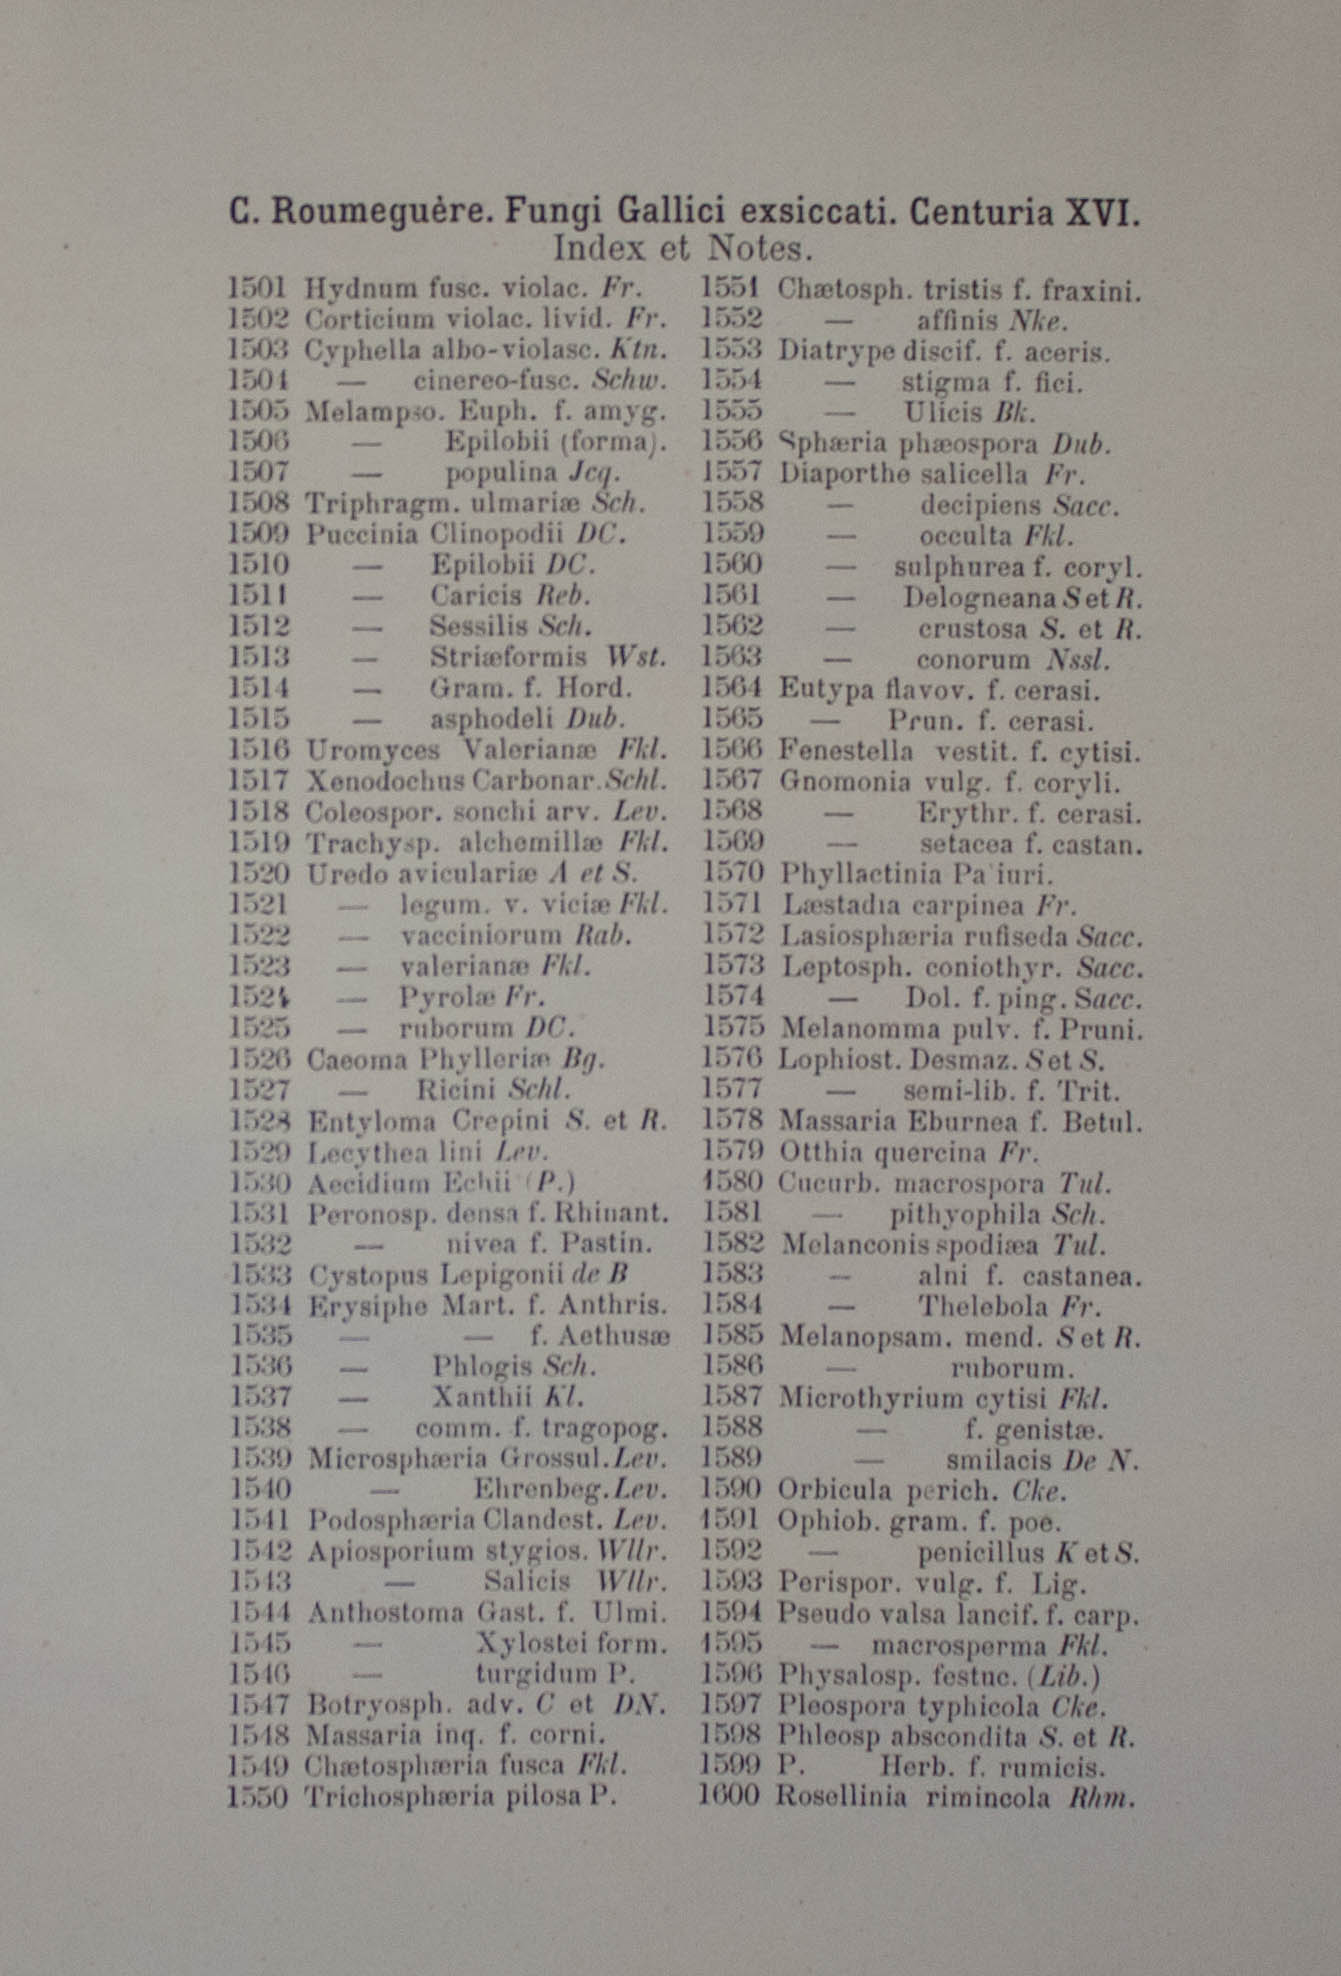 C. Roumeguère. Fungi Gallici exsiccati. Centuria XVI.
Index et Notes.
1501 Hydnum fusc. violac. Fr.
1502 Corticium violac. livid. Fr.
1503 Cyphella albo-violasc. Ktn.
1504 — cinereo-fusc. Schw.
1505 Melampso. Euph. f. amyg.
1506 — Epilobii (forma).
1507 — populina Jcq.
1508 Triphragm. ulmariæ Sch.
1509 Puccinia Clinopodii DC.
1510 — Epilobii DC.
1511 — Caricis Reb.
1512 — Sessilis Sch.
1513 — Striæformis Wst.
1514 — Gram. f. Hord.
1515 — asphodeli Dub.
1516 Uromyces Valerianæ Fkl.
1517 Xenodochus Carbonar. Schl.
1518 Coleospor. sonchi arv. Lev.
1519 Trachysp. alchemillæ Fkl.
1520 Uredo aviculariæ A et S.
1521 — legum. v. viciæ Fkl.
1522 — vacciniorum Rab.
1523 — valerianæ Fkl.
1524 — Pyrolæ Fr.
1525 — ruborum DC.
1526 Caeoma Phylleriæ Bg.
1527 — Ricini Schl.
1528 Entyloma Crepini S. et R.
1529 Lecythea lini Lev.
1530 Aecidium Echii (P.)
1531 Peronosp. densa f. Rhinant.
1532 — nivea f. Pastin.
1533 Cystopus Lepigonii de B
1534 Erysiphe Mart. f. Anthris.
1535 — — f. Aethusæ
1536 — Phlogis Sch.
1537 — Xanthii Kl.
1538 — comm. f. tragopog.
1539 Microsphæria Grossul. Lev.
1540 — Ehrenbeg. Lev.
1541 Podosphæria Clandest. Lev.
1542 Apiosporium stygios. Wllr.
1543 — Salicis Wllr.
1544 Anthostoma Gast. f. Ulmi.
1545 — Xylostei form.
1546 — turgidum P.
1547 Botryosph. adv. C et DN.
1548 Massaria inq. f. corni.
1549 Chætosphæria fusca Fkl.
1550 Trichosphæria pilosa P.
1551 Chætosph. tristis f. fraxini.
1552 — affinis Nke.
1553 Diatrype discif. f. aceris.
1554 — stigma f. fici.
1555 — Ulicis Bk.
1556 Sphæria phæospora Dub.
1557 Diaporthe salicella Fr.
1558 — decipiens Sacc.
1559 — occulta Fkl.
1560 — sulphurea f. coryl.
1561 — Delogneana S et R.
1562 — crustosa S. et R.
1563 — conorum Nssl.
1564 Eutypa flavov. f. cerasi.
1565 — Prun. f. cerasi.
1566 Fenestella vestit. f. cytisi.
1567 Gnomonia vulg. f. coryli.
1568 — Erythr. f. cerasi.
1569 — setacea f. castan.
1570 Phyllactinia Pa iuri.
1571 Læstadia carpinea Fr.
1572 Lasiosphæria rufiseda Sacc.
1573 Leptosph. coniothyr. Sacc.
1574 — Dol. f. ping. Sacc.
1575 Melanomma pulv. f. Pruni.
1576 Lophiost. Desmaz. S et S.
1577 — semi-lib. f. Trit.
1578 Massaria Eburnea f. Betul.
1579 Otthia quercina Fr.
1580 Cucurb. macrospora Tul.
1581 — pithyophila Sch.
1582 Melanconis spodiæa Tul.
1583 — alni f. castanea.
1584 — Thelebola Fr.
1585 Melanopsam. mend. S et R.
1586 — ruborum.
1587 Microthyrium cytisi Fkl.
1588 — f. genistæ.
1589 — smilacis De N.
1590 Orbicula perich. Cke.
1591 Ophiob. gram. f. poe.
1592 — penicillus K et S.
1593 Perispor. vulg. f. Lig.
1594 Pseudo valsa lancif. f. carp.
1595 — macrosperma Fkl.
1596 Physalosp. festuc. (Lib.)
1597 Pleospora typhicola Cke.
1598 Phleosp abscondita S. et R.
1599 P. Herb. f. rumicis.
1600 Rosellinia rimincola Rhm.